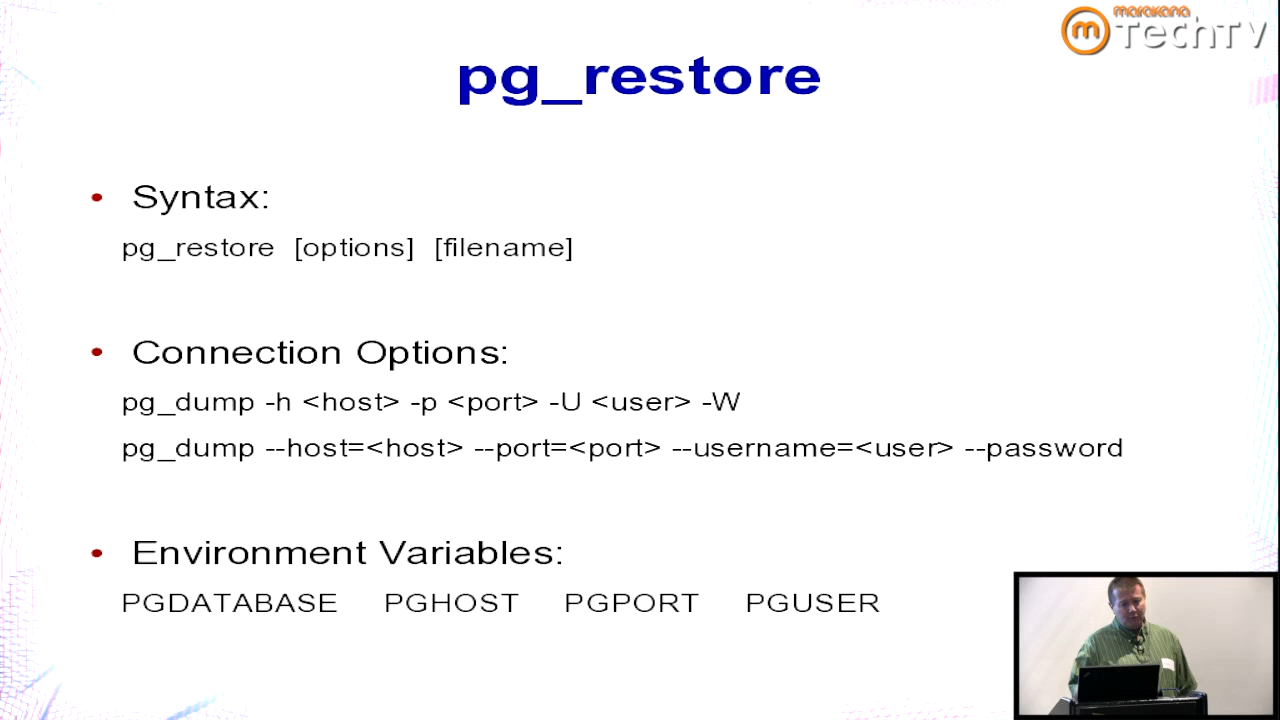 marakana
m TechTV
pg_restore
• Syntax:
pg_restore [options] [filename]
• Connection Options:
pg_dump -h <host> -p <port> -U <user> -W
pg_dump --host=<host> --port=<port> --username=<user> --password
• Environment Variables:
PGDATABASE PGHOST PGPORT PGUSER